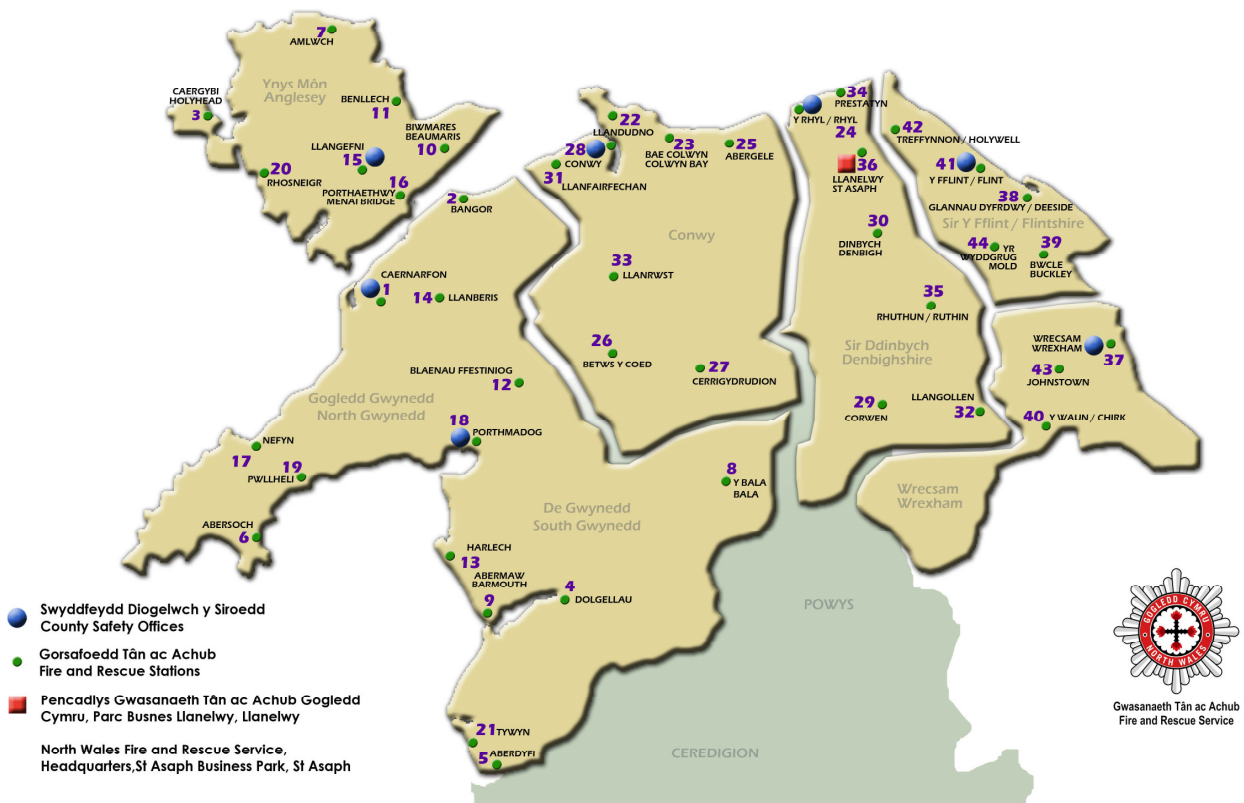 7
AMLWCH
Ynys Môn
Anglesey
CAERGYBI
HOLYHEAD
3
BENLLECH
11
BIWMARES
BEAUMARIS
10
LLANGEFNI
15
20
RHOSNEIGR
16
PORTHAETHWY
MENAI BRIDGE
2
BANGOR
CAERNARFON
1
14
LLANBERIS
BLAENAU FFESTINIOG
12
Gogledd Gwynedd
North Gwynedd
18
PORTHMADOG
NEFYN
17
19
PWLLHELI
ABERSOCH
6
22
LLANDUDNO
28
CONWY
31
LLANFAIRFECHAN
23
BAE COLWYN
COLWYN BAY
25
ABERGELE
Conwy
33
LLANRWST
26
BETWS Y COED
27
CERRIGYDRUDION
34
PRESTATYN
Y RHYL / RHYL
24
36
LLANELWY
ST ASAPH
30
DINBYCH
DENBIGH
35
RHUTHUN / RUTHIN
Sir Ddinbych
Denbighshire
29
CORWEN
LLANGOLLEN
32
42
TREFFYNNON / HOLYWELL
41
Y FFLINT / FLINT
38
GLANNAU DYFRDWY / DEESIDE
Sir Y Fflint / Flintshire
44
YR
WYDDGRUG
MOLD
39
BWCLE
BUCKLEY
WRECSAM
WREXHAM
37
43
JOHNSTOWN
40
Y WAUN / CHIRK
Wrecsam
Wrexham
8
Y BALA
BALA
De Gwynedd
South Gwynedd
HARLECH
13
ABERMAW
BARMOUTH
9
4
DOLGELLAU
21
TYWYN
5
ABERDYFI
POWYS
CEREDIGION
Swyddfeydd Diogelwch y Siroedd
County Safety Offices
Gorsafoedd Tân ac Achub
Fire and Rescue Stations
Pencadlys Gwasanaeth Tân ac Achub Gogledd
Cymru, Parc Busnes Llanelwy, Llanelwy
North Wales Fire and Rescue Service,
Headquarters,St Asaph Business Park, St Asaph
GOGLEDD CYMRU
NORTH WALES
Gwasanaeth Tân ac Achub
Fire and Rescue Service